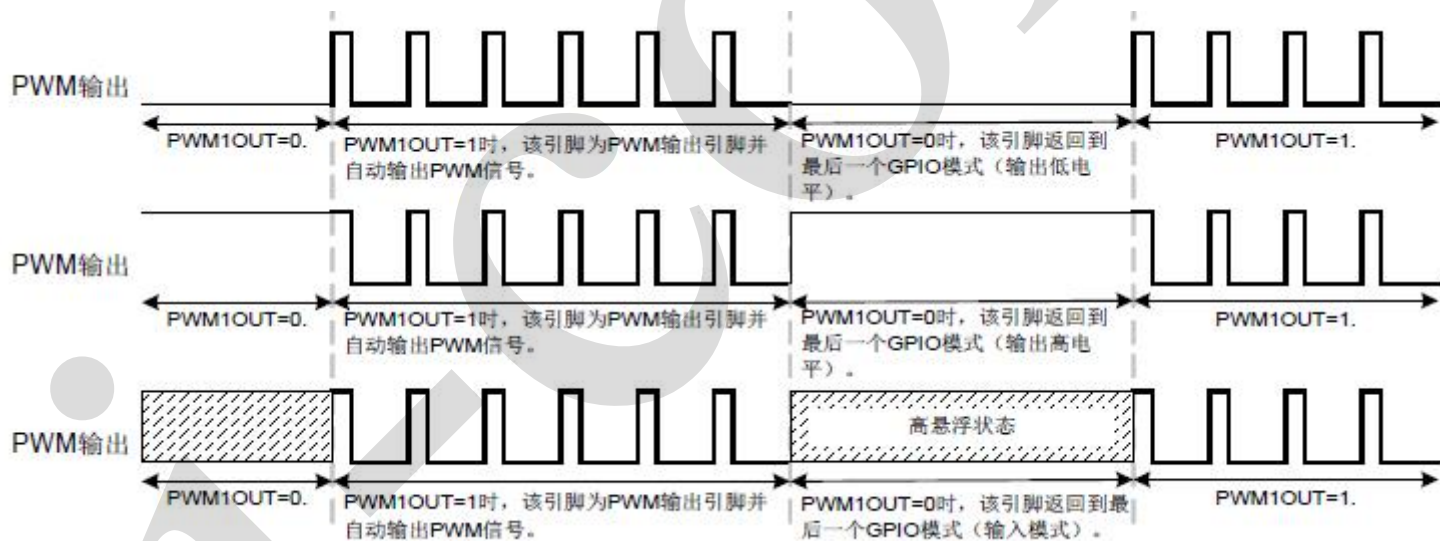 PWM输出
PWM1OUT=0.
PWM1OUT=1时，该引脚为PWM输出引脚并
自动输出PWM信号。
PWM1OUT=0时，该引脚返回到
最后一个GPIO模式（输出低电
平）。
PWM1OUT=1.
PWM输出
PWM1OUT=0.
PWM1OUT=1时，该引脚为PWM输出引脚并
自动输出PWM信号。
PWM1OUT=0时，该引脚返回到
最后一个GPIO模式（输出高电
平）。
PWM1OUT=1.
PWM输出
高悬浮状态
PWM1OUT=0.
PWM1OUT=1时，该引脚为PWM输出引脚并
自动输出PWM信号。
PWM1OUT=0时，该引脚返回到最
后一个GPIO模式（输入模式）。
PWM1OUT=1.